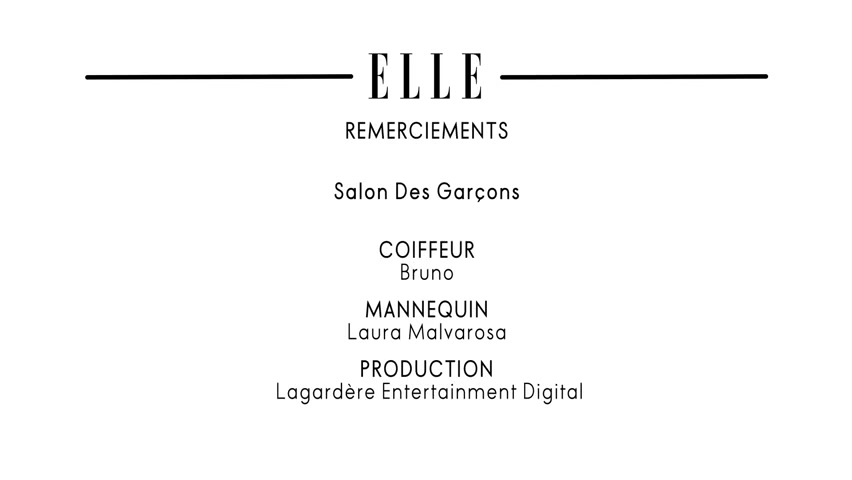 ELLE
REMERCIEMENTS
Salon Des Garçons
COIFFEUR
Bruno
MANNEQUIN
Laura Malvarosa
PRODUCTION
Lagardère Entertainment Digital